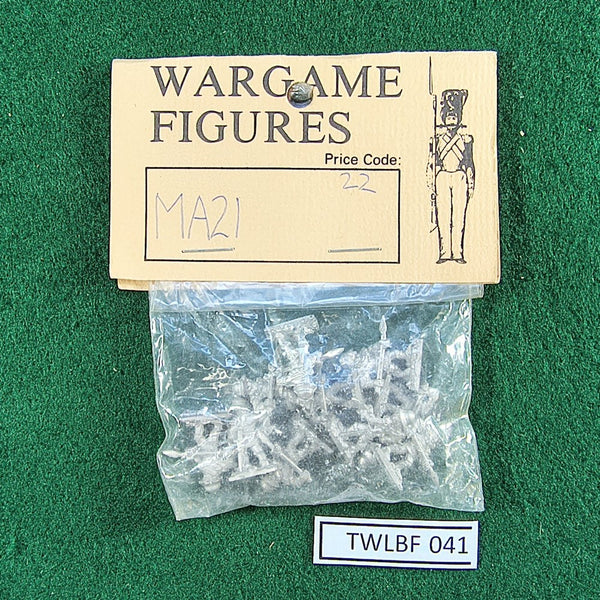 WARGAME
FIGURES
Price Code:
22
MA21
TWLBF 041